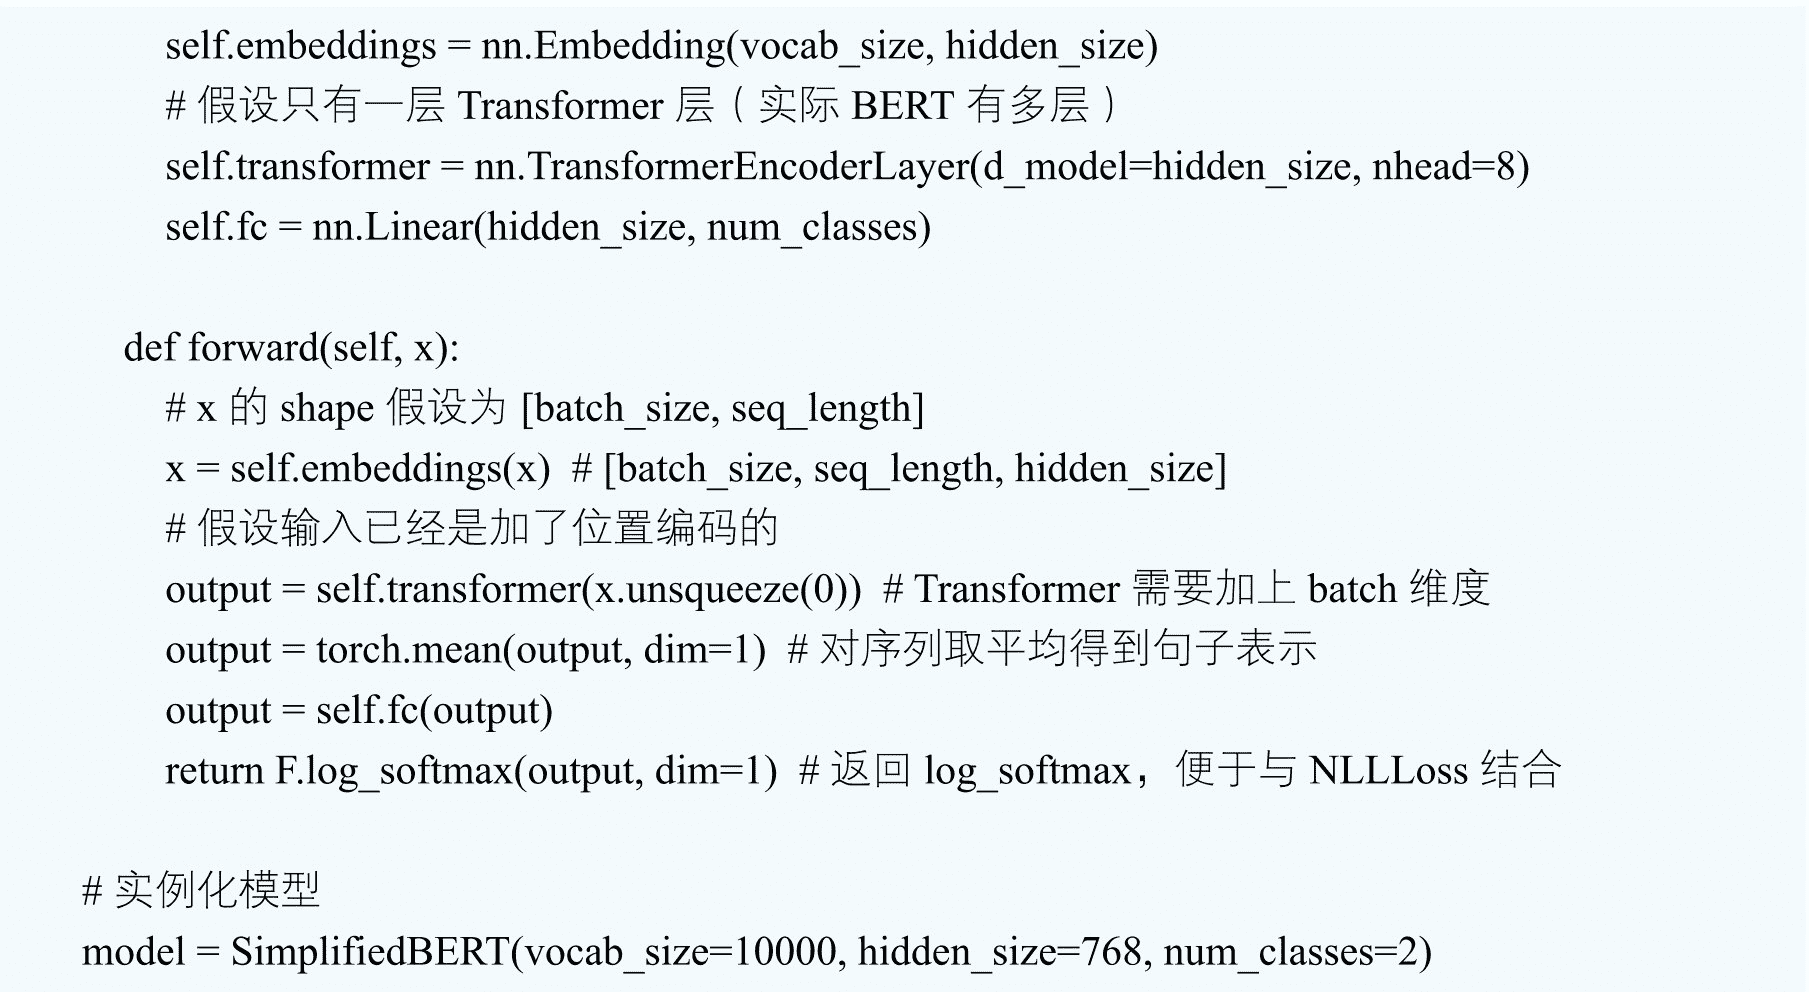 self.embeddings = nn.Embedding(vocab_size, hidden_size)
# 假设只有一层 Transformer 层（实际 BERT 有多层）
self.transformer = nn.TransformerEncoderLayer(d_model=hidden_size, nhead=8)
self.fc = nn.Linear(hidden_size, num_classes)
def forward(self, x):
# x 的 shape 假设为 [batch_size, seq_length]
x = self.embeddings(x)  # [batch_size, seq_length, hidden_size]
# 假设输入已经是加了位置编码的
output = self.transformer(x.unsqueeze(0))  # Transformer 需要加上 batch 维度
output = torch.mean(output, dim=1)  # 对序列取平均得到句子表示
output = self.fc(output)
return F.log_softmax(output, dim=1)  # 返回 log_softmax，便于与 NLLLoss 结合
# 实例化模型
model = SimplifiedBERT(vocab_size=10000, hidden_size=768, num_classes=2)